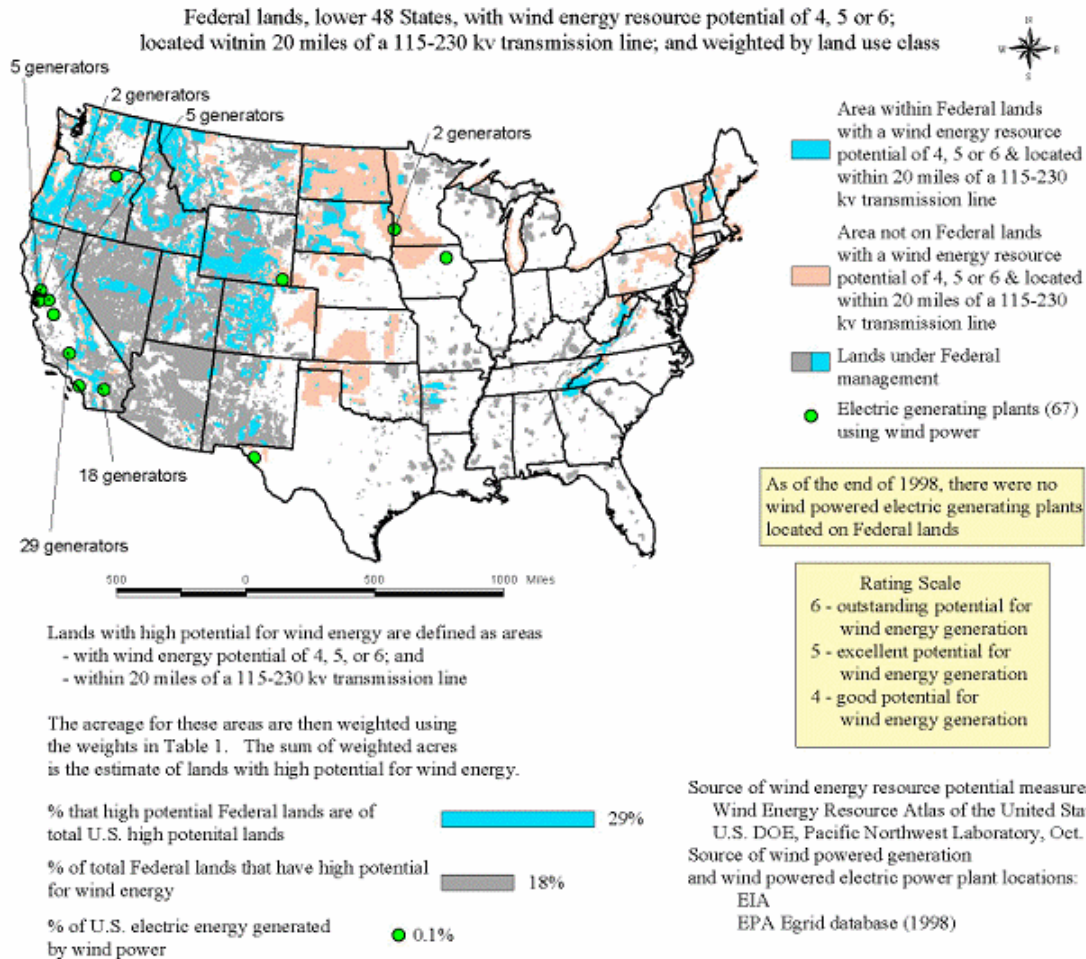 Federal lands, lower 48 States, with wind energy resource potential of 4, 5 or 6;
located witnin 20 miles of a 115-230 kv transmission line; and weighted by land use class
N
W E
S
5 generators
2 generators
5 generators
2 generators
18 generators
29 generators
500 0 500 1000 Miles
Area within Federal lands
with a wind energy resource
potential of 4, 5 or 6 & located
within 20 miles of a 115-230
kv transmission line
Area not on Federal lands
with a wind energy resource
potential of 4, 5 or 6 & located
within 20 miles of a 115-230
kv transmission line
Lands under Federal
management
Electric generating plants (67)
using wind power
As of the end of 1998, there were no
wind powered electric generating plants
located on Federal lands
Rating Scale
6 - outstanding potential for
wind energy generation
5 - excellent potential for
wind energy generation
4 - good potential for
wind energy generation
Lands with high potential for wind energy are defined as areas
- with wind energy potential of 4, 5, or 6; and
- within 20 miles of a 115-230 kv transmission line
The acreage for these areas are then weighted using
the weights in Table 1. The sum of weighted acres
is the estimate of lands with high potential for wind energy.
% that high potential Federal lands are of
total U.S. high potenital lands
29%
% of total Federal lands that have high potential
for wind energy
18%
% of U.S. electric energy generated
by wind power
0.1%
Source of wind energy resource potential measure
Wind Energy Resource Atlas of the United Sta
U.S. DOE, Pacific Northwest Laboratory, Oct.
Source of wind powered generation
and wind powered electric power plant locations:
EIA
EPA Egrid database (1998)